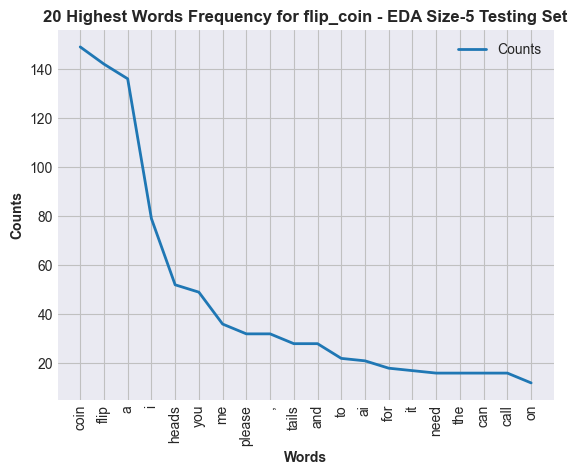 20 Highest Words Frequency for flip_coin - EDA Size-5 Testing Set
Counts
140
120
100
80
60
40
20
Counts
coin
flip
a
i
heads
you
me
please
,
tails
and
to
ai
for
it
need
the
can
call
on
Words